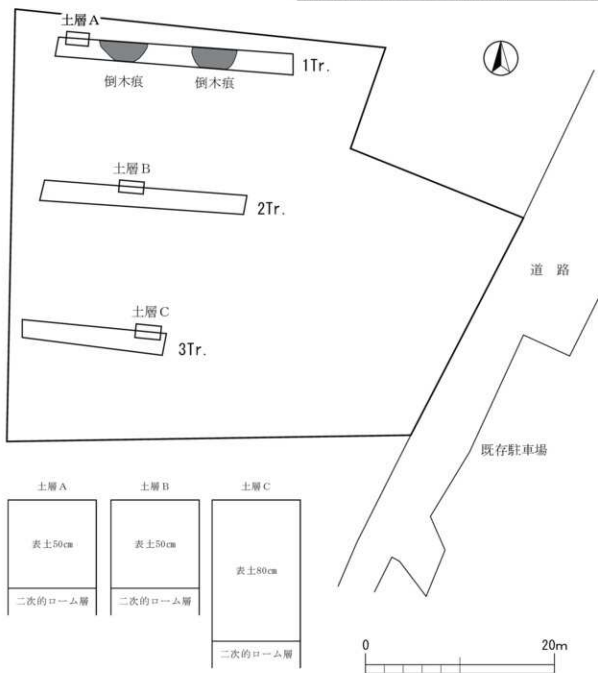 土層A
1Tr.
倒木痕
倒木痕
土層B
2Tr.
道 路
土層C
3Tr.
既存駐車場
土層A
土層B
土層C
表土50cm
表土50cm
表土80cm
二次的ローム層
二次的ローム層
二次的ローム層
0
20m